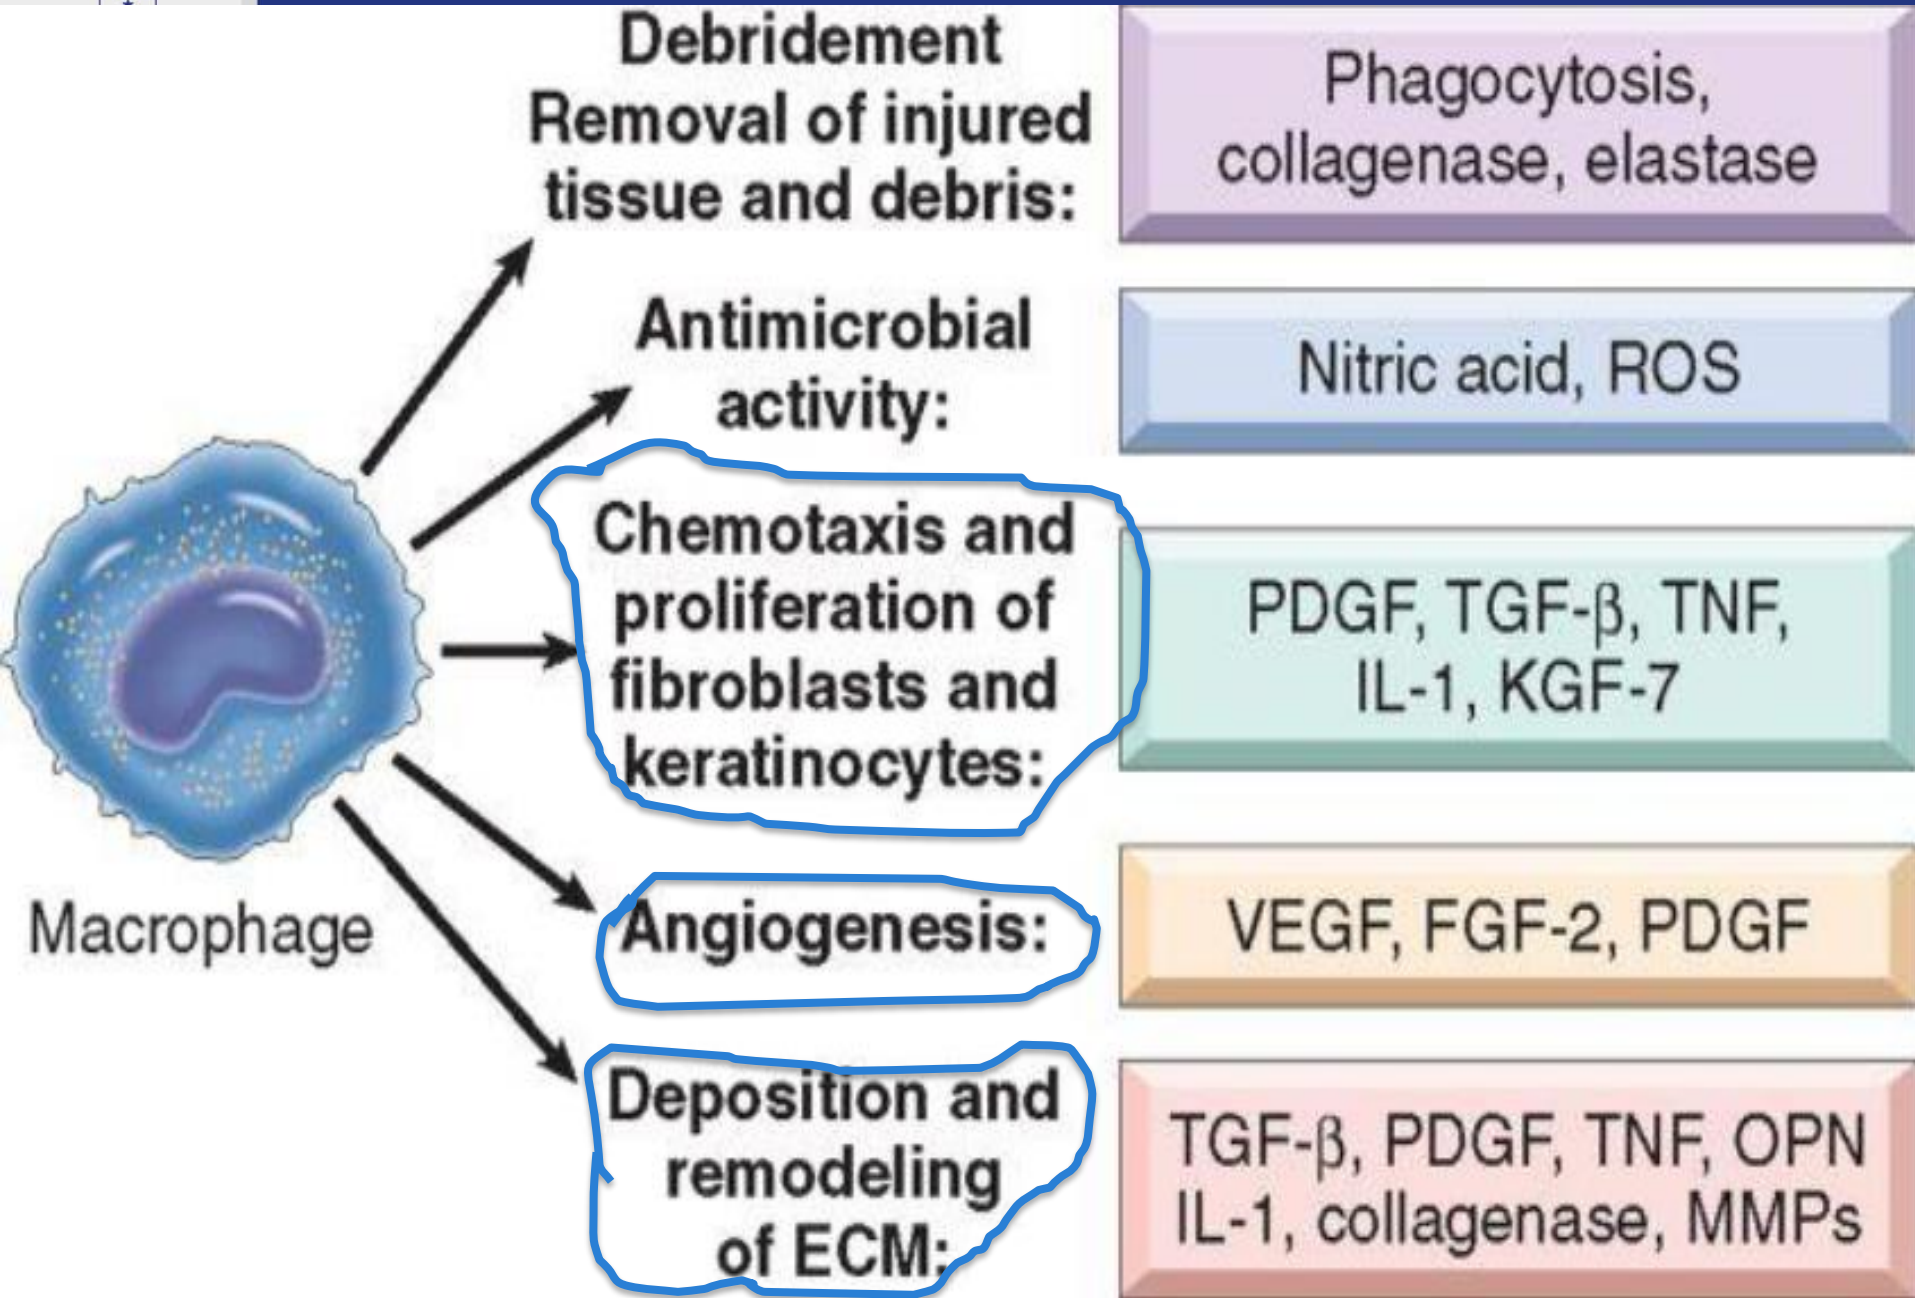 Debridement
Removal of injured
tissue and debris:
Phagocytosis,
collagenase, elastase
Antimicrobial
activity:
Nitric acid, ROS
Chemotaxis and
proliferation of
fibroblasts and
keratinocytes:
PDGF, TGF-β, TNF,
IL-1, KGF-7
Macrophage
Angiogenesis:
VEGF, FGF-2, PDGF
Deposition and
remodeling
of ECM:
TGF-β, PDGF, TNF, OPN
IL-1, collagenase, MMPs